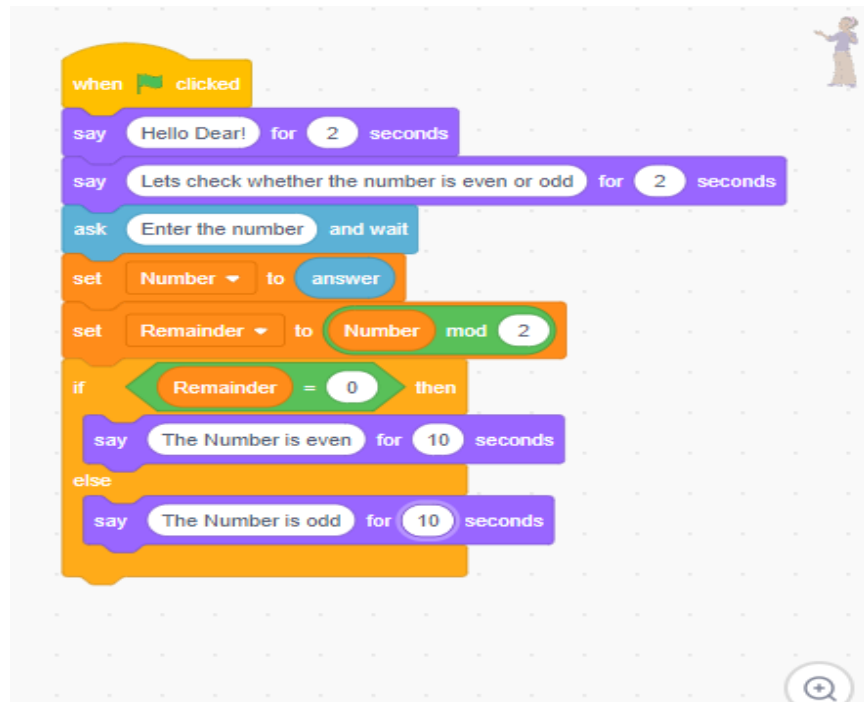 when clicked
say Hello Dear! for 2 seconds
say Lets check whether the number is even or odd for 2 seconds
ask Enter the number and wait
set Number to answer
set Remainder to Number mod 2
if Remainder = 0 then
say The Number is even for 10 seconds
else
say The Number is odd for 10 seconds